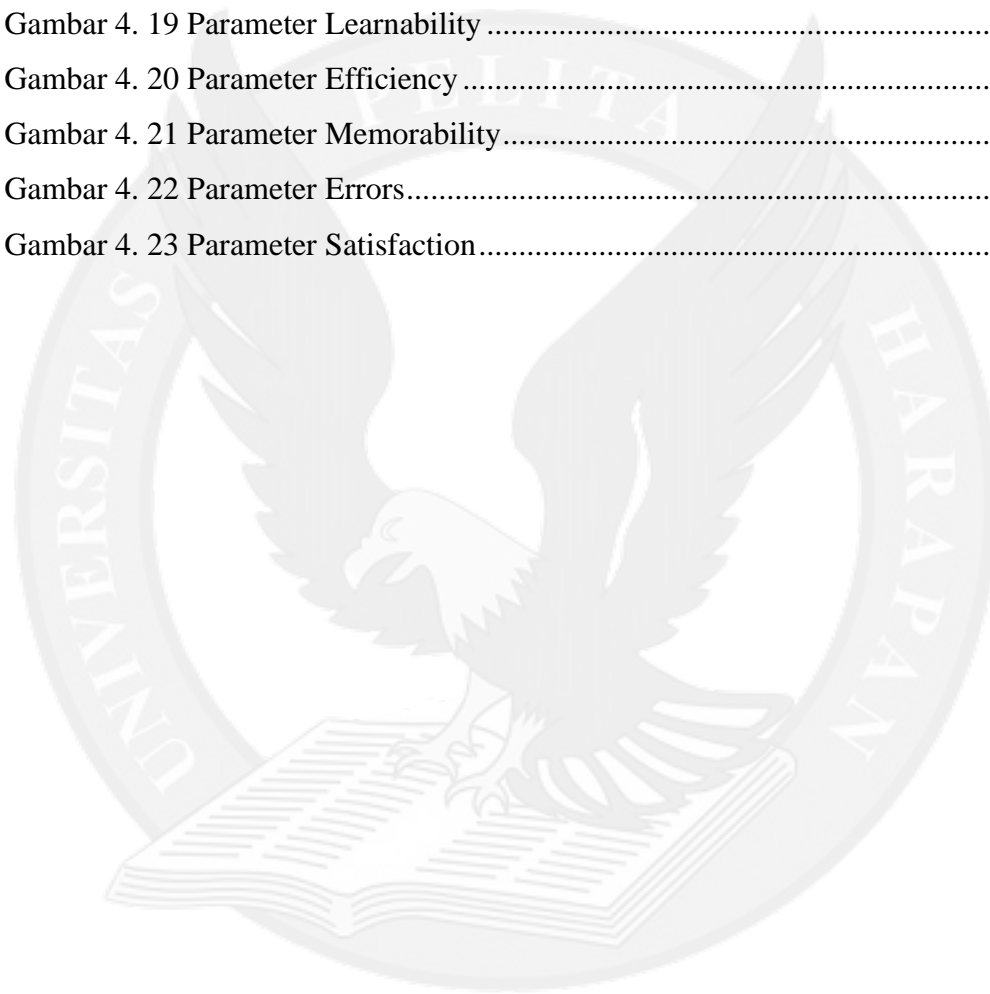 Gambar 4. 19 Parameter Learnability ...............................................................
Gambar 4. 20 Parameter Efficiency ..................................................................
Gambar 4. 21 Parameter Memorability.............................................................
Gambar 4. 22 Parameter Errors.........................................................................
Gambar 4. 23 Parameter Satisfaction................................................................
UNIVERSITAS PELITA HARAPAN